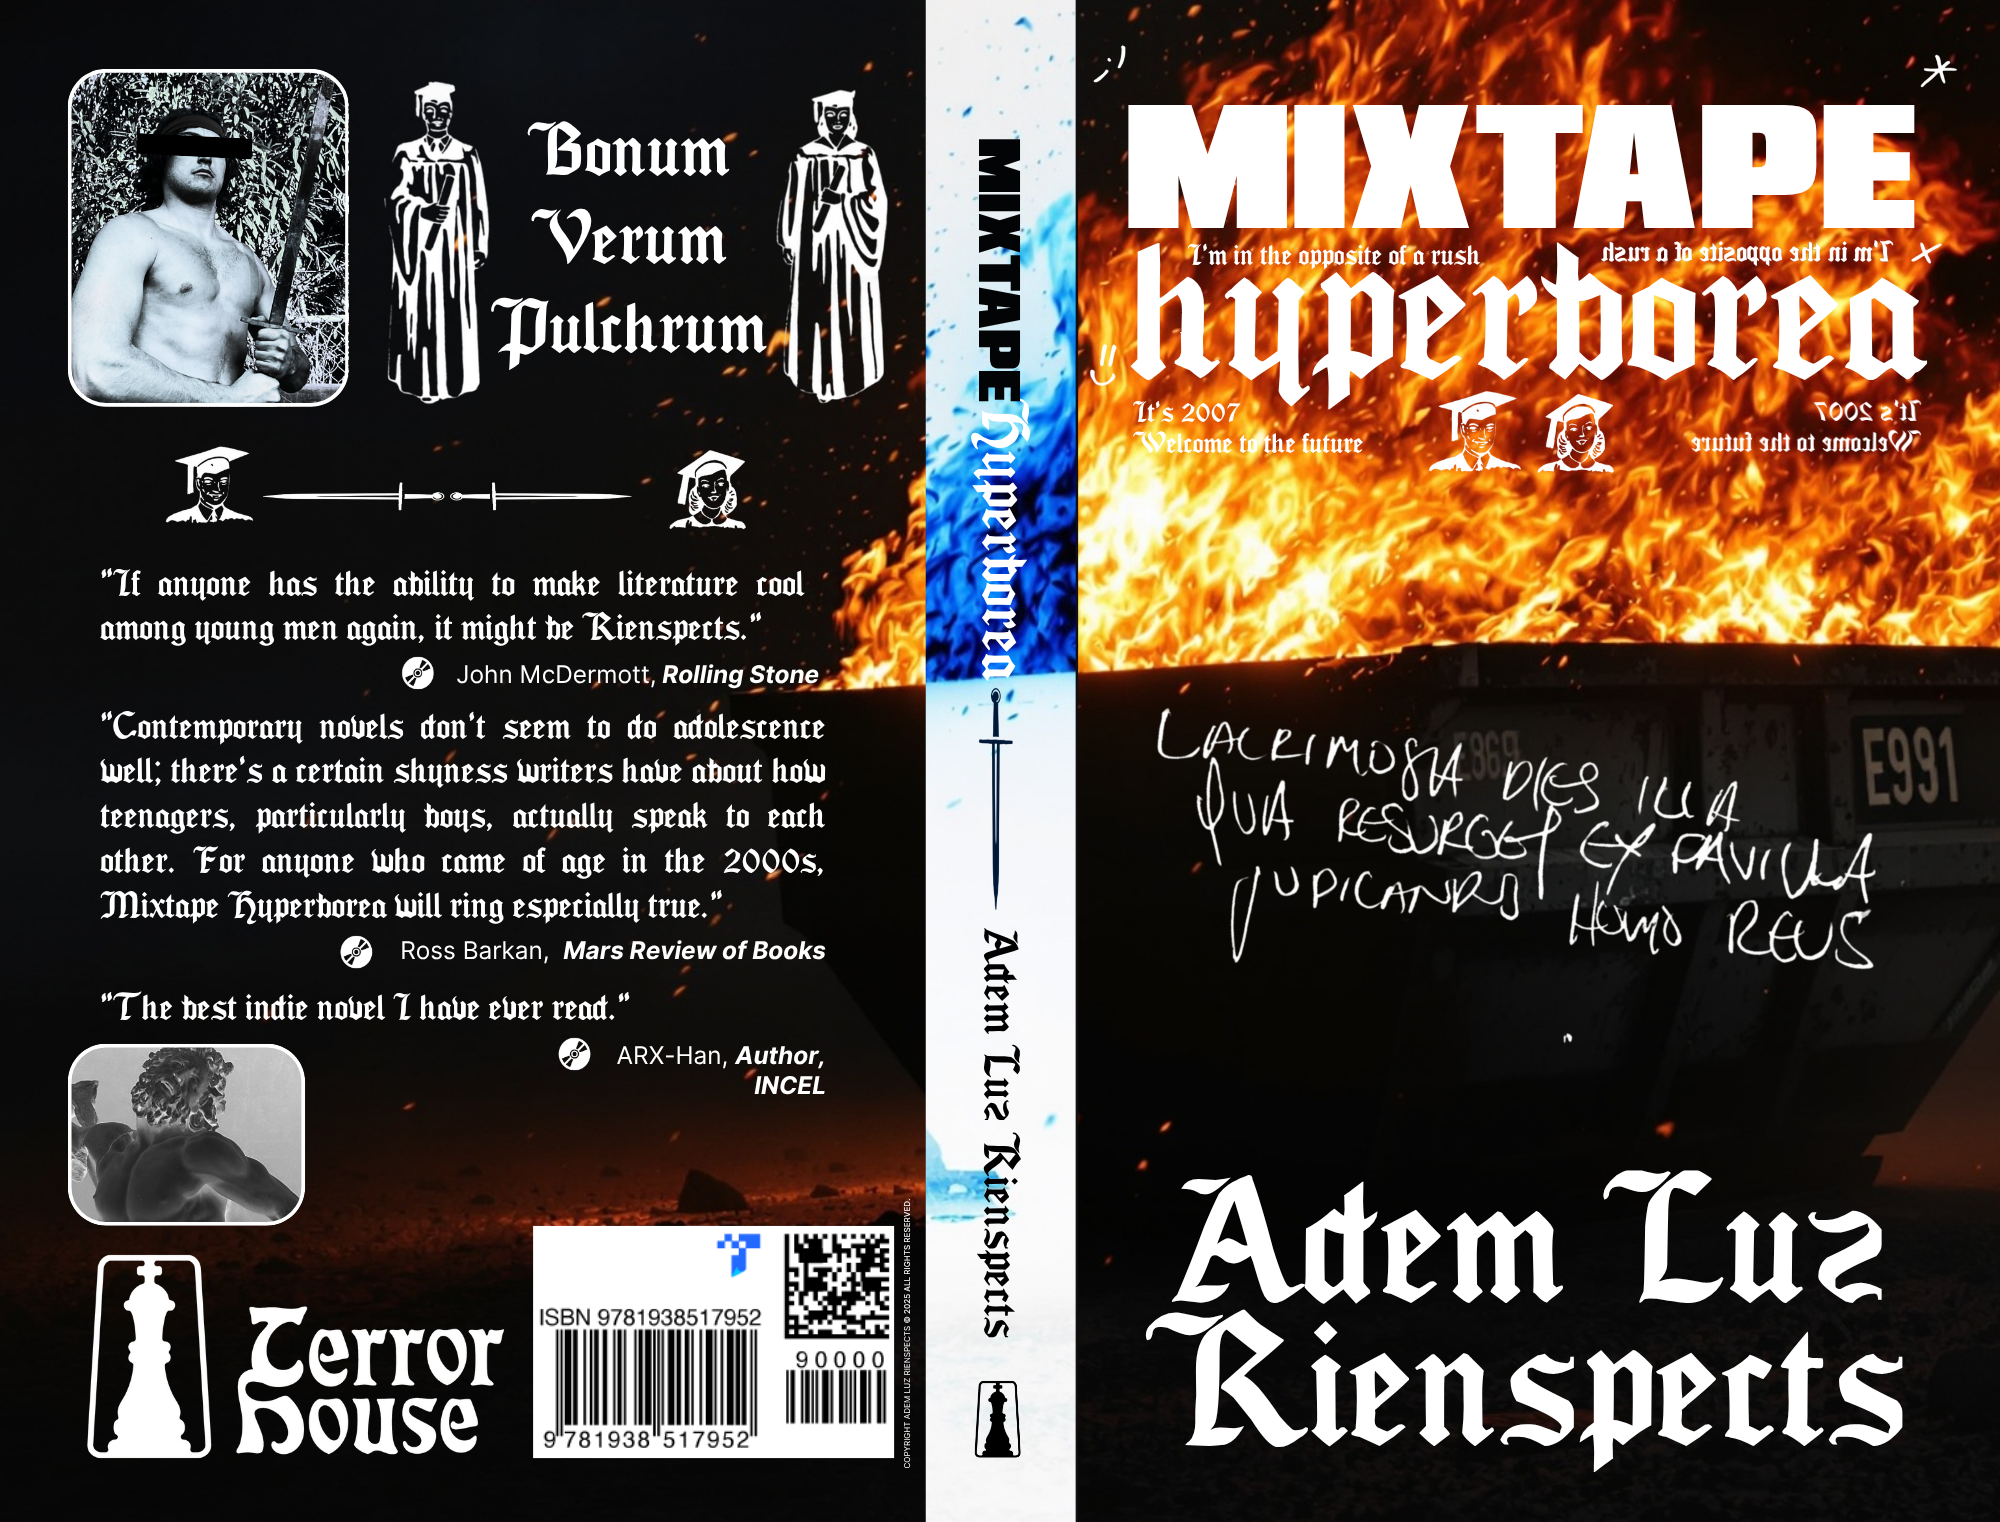 Bonum
Verum
Pulchrum
"If anyone has the ability to make literature cool
among young men again, it might be Rienspects."
John McDermott, Rolling Stone
"Contemporary novels don't seem to do adolescence
well; there's a certain shyness writers have about how
teenagers, particularly boys, actually speak to each
other. For anyone who came of age in the 2000s,
Mixtape Hyperborea will ring especially true."
Ross Barkan, Mars Review of Books
"The best indie novel I have ever read."
ARX-Han, Author,
INCEL
Terror
House
ISBN 9781938517952
90000
9 781938 517952
COPYRIGHT ADEM LUZ RIENSPECTS © 2025 ALL RIGHTS RESERVED.
MIXTAPE Hyperborea Adem Luz Rienspects
MIXTAPE
I'm in the opposite of a rush I'm in the opposite of a rush
hyperborea
It's 2007 It's 2007
Welcome to the future Welcome to the future
E869
E991
LACRIMOSA DIES ILLA
QUA RESURGET EX FAVILLA
JUDICANDUS HOMO REUS
Adem Luz
Rienspects